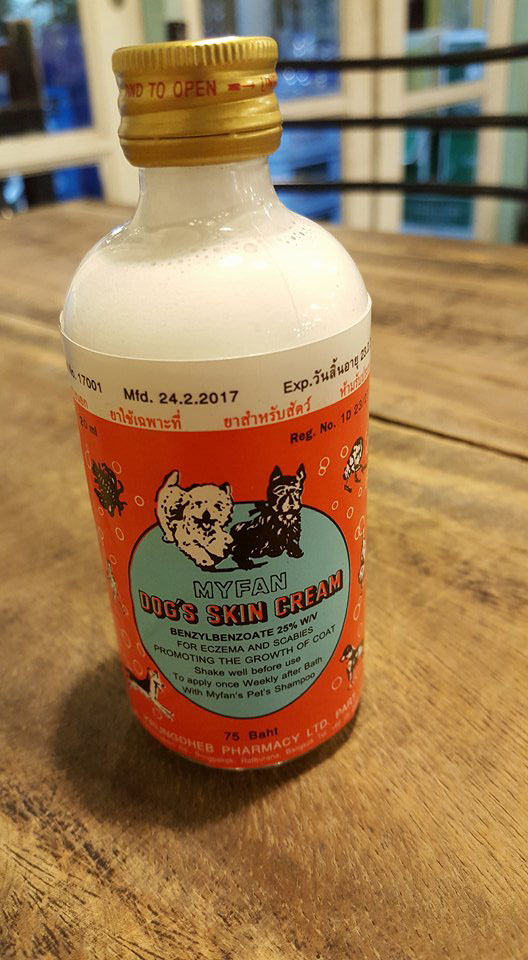 ND TO OPEN
17001 Mfd. 24.2.2017 Exp.วันสิ้นอายุ
ยาใช้เฉพาะที่ ยาสำหรับสัตว์
ml Reg. No. 1D
MYFAN
DOG'S SKIN CREAM
BENZYLBENZOATE 25% W/V
FOR ECZEMA AND SCABIES
PROMOTING THE GROWTH OF COAT
Shake well before use
To apply once Weekly after Bath
With Myfan's Pet's Shampoo
75 Baht
PHARMACY LTD. PART